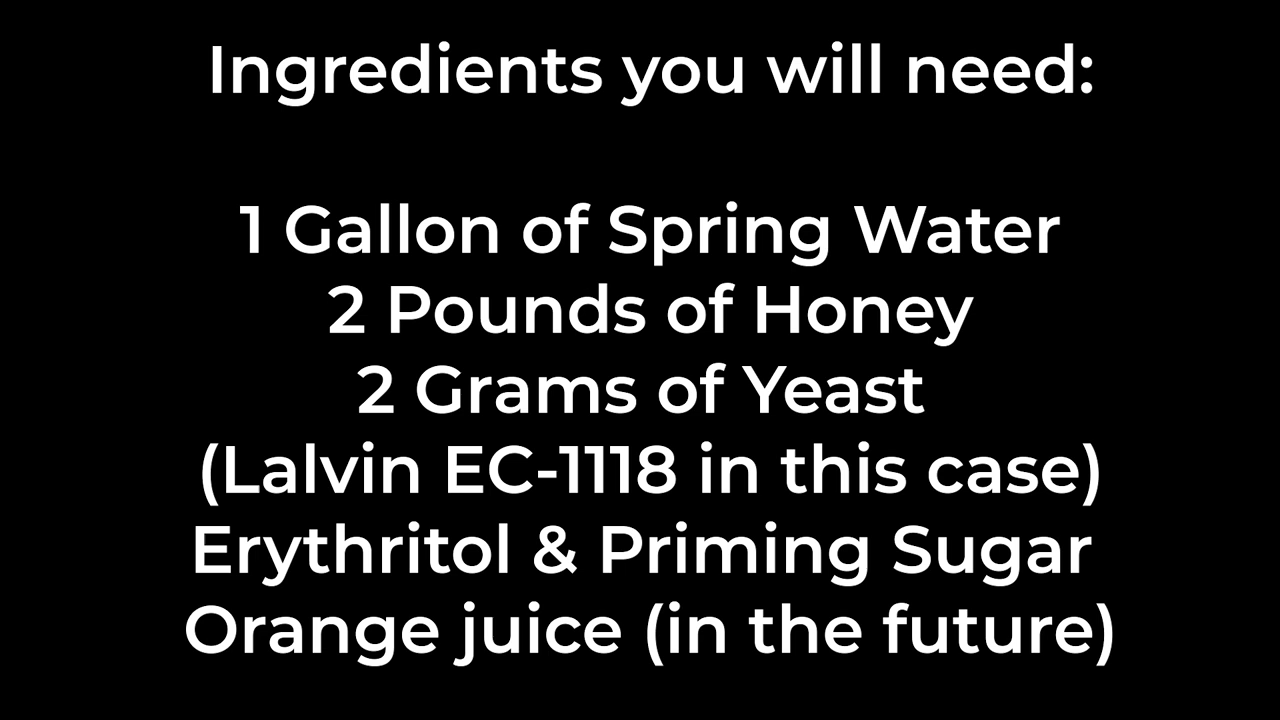 Ingredients you will need:
1 Gallon of Spring Water
2 Pounds of Honey
2 Grams of Yeast
(Lalvin EC-1118 in this case)
Erythritol & Priming Sugar
Orange juice (in the future)